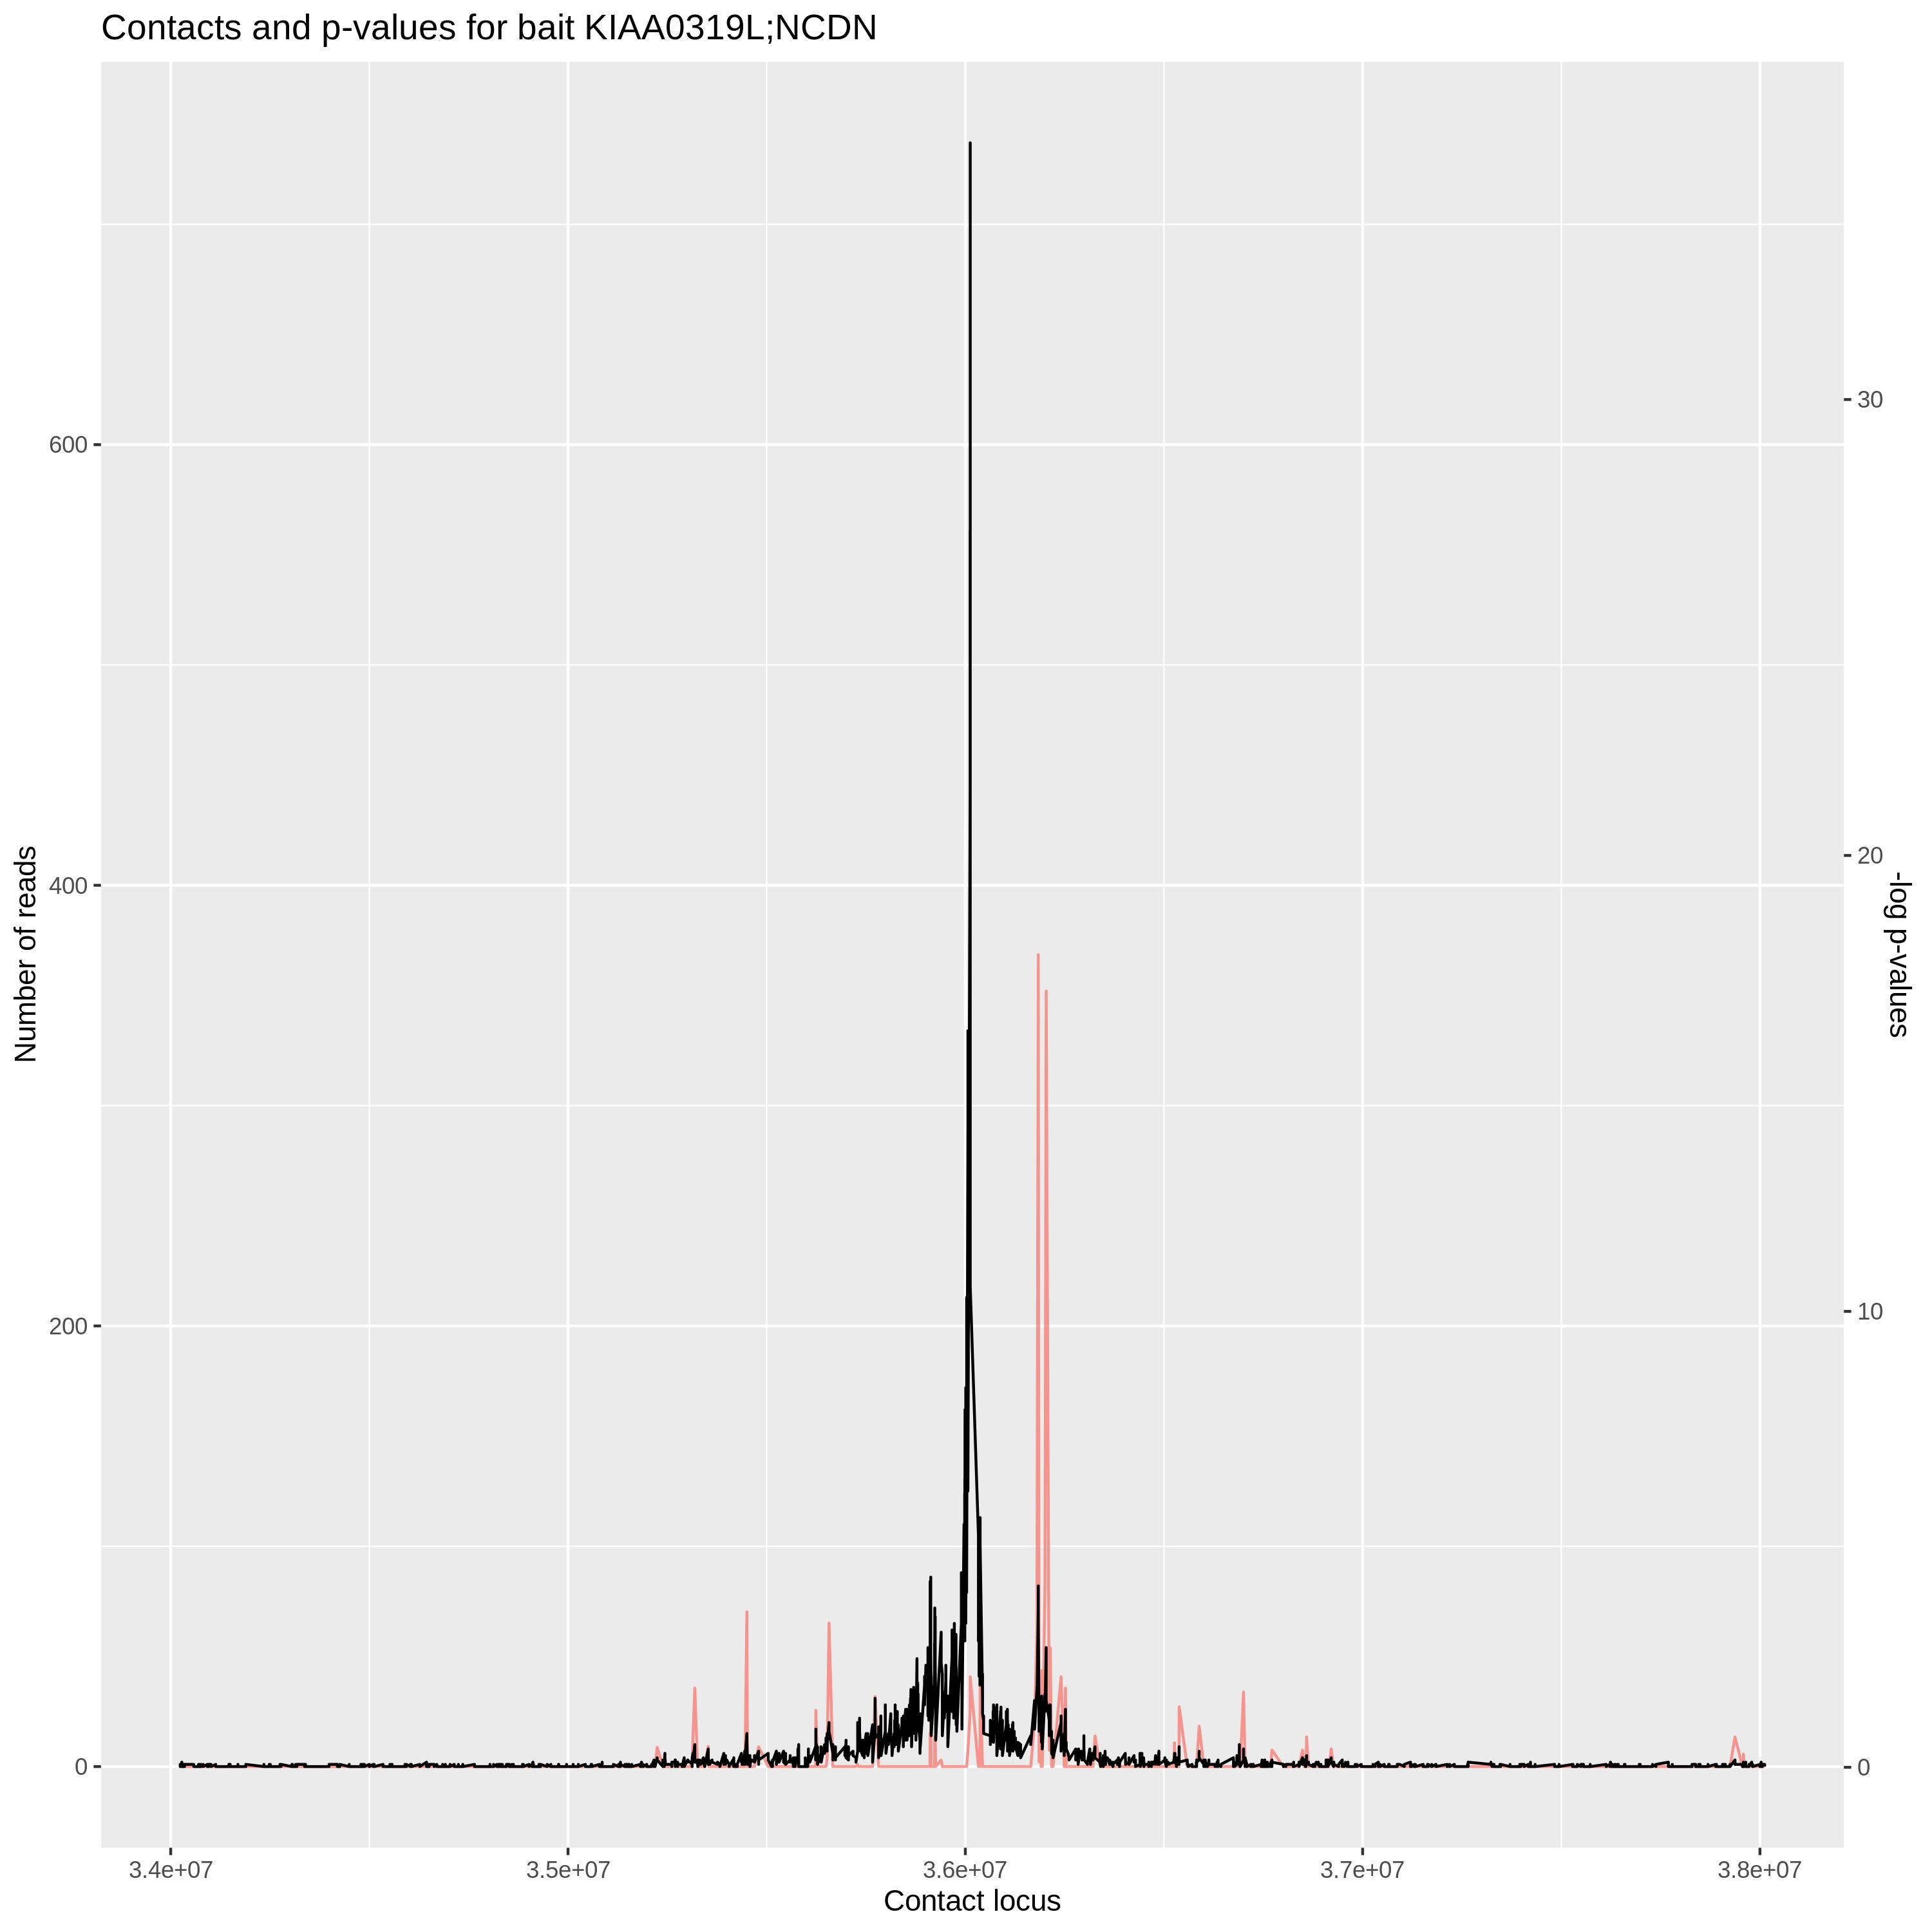 Contacts and p-values for bait KIAA0319L;NCDN
Number of reads
600
400
200
0
30
20
10
0
-log p-values
3.4e+07 3.5e+07 3.6e+07 3.7e+07 3.8e+07
Contact locus